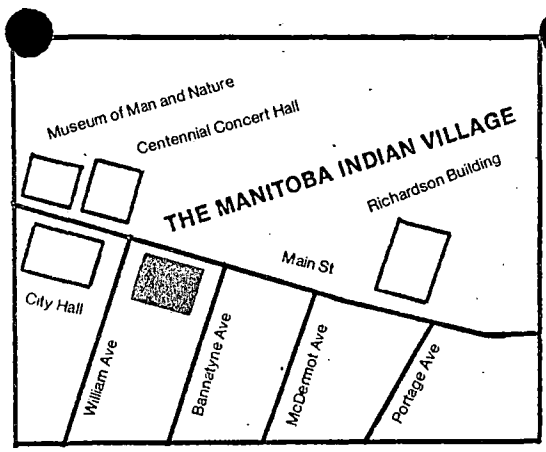 Museum of Man and Nature
Centennial Concert Hall
THE MANITOBA INDIAN VILLAGE
Richardson Building
Main St
City Hall
William Ave
Bannatyne Ave
McDermot Ave
Portage Ave